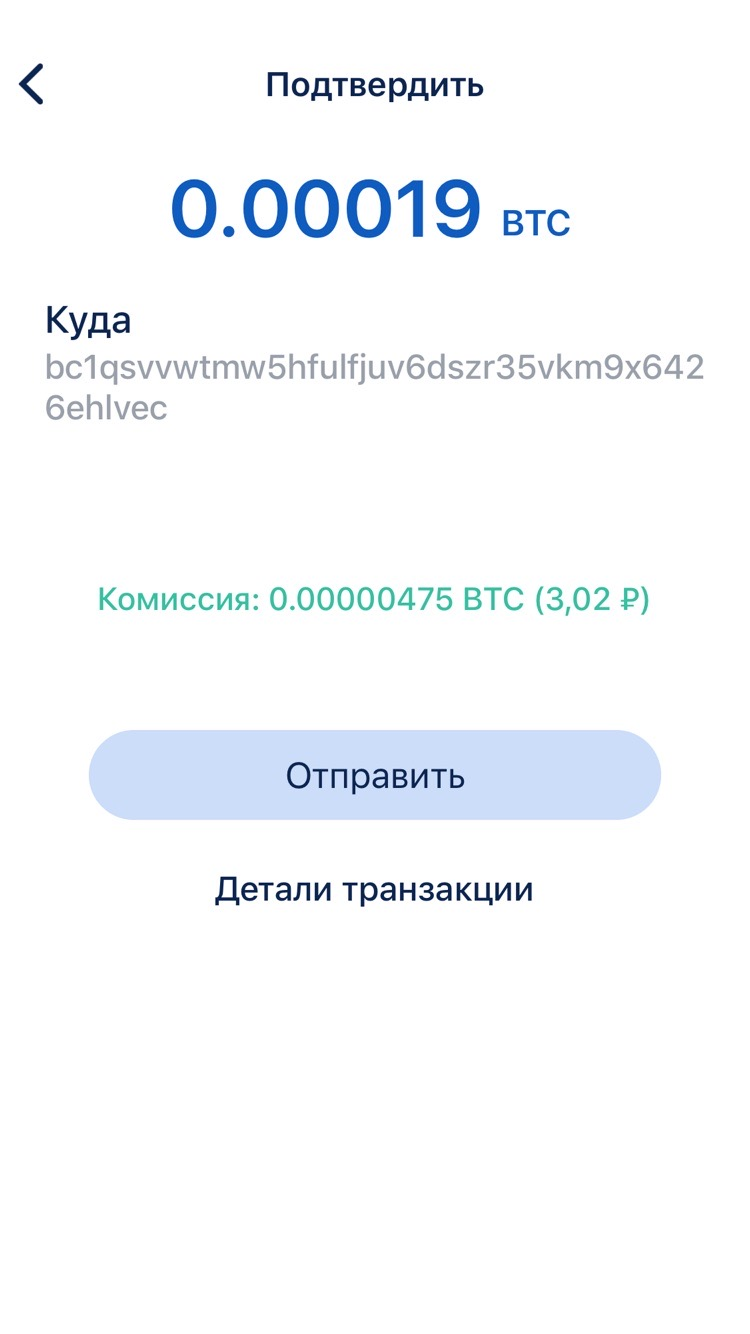 Подтвердить
0.00019 BTC
Куда
bc1qsvvwtmw5hfulfjuv6dszr35vkm9x642
6ehlvec
Комиссия: 0.00000475 BTC (3,02 ₽)
Отправить
Детали транзакции